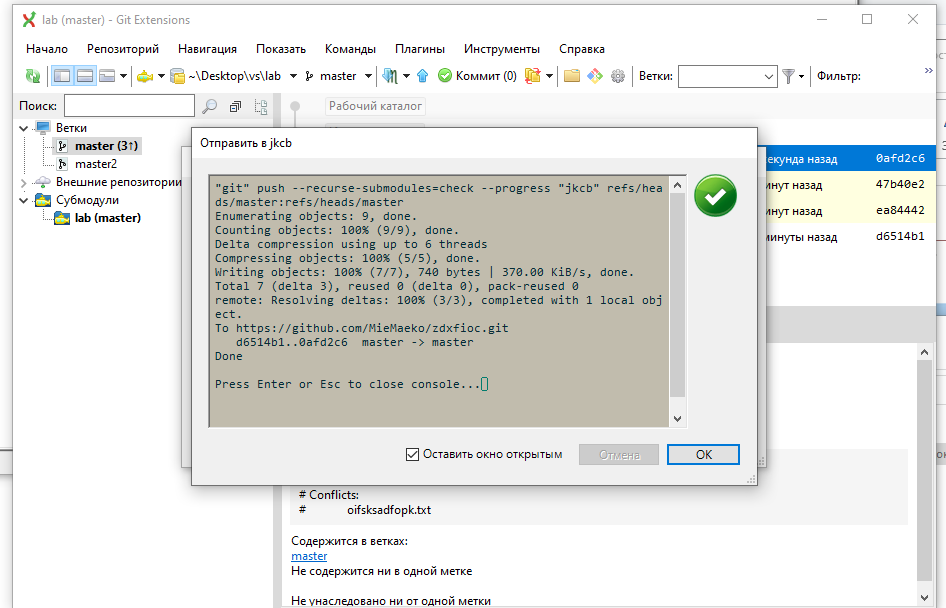 lab (master) - Git Extensions
Начало Репозиторий Навигация Показать Команды Плагины Инструменты Справка
~\Desktop\vs\lab master Коммит (0) Ветки: Фильтр: »
Поиск:
Рабочий каталог
Ветки
master (3↑)
master2
Внешние репозитории
Субмодули
lab (master)
назад 0afd2c6
назад 47b40e2
назад ea84442
минуты назад d6514b1
Отправить в jkcb
"git" push --recurse-submodules=check --progress "jkcb" refs/hea
ds/master:refs/heads/master
Enumerating objects: 9, done.
Counting objects: 100% (9/9), done.
Delta compression using up to 6 threads
Compressing objects: 100% (5/5), done.
Writing objects: 100% (7/7), 740 bytes | 370.00 KiB/s, done.
Total 7 (delta 3), reused 0 (delta 0), pack-reused 0
remote: Resolving deltas: 100% (3/3), completed with 1 local obj
ect.
To https://github.com/MieMaeko/zdxfioc.git
d6514b1..0afd2c6 master -> master
Done
Press Enter or Esc to close console...
Оставить окно открытым
Отмена
OK
# Conflicts:
# oifsksadfopk.txt
Содержится в ветках:
master
Не содержится ни в одной метке
Не унаследовано ни от одной метки